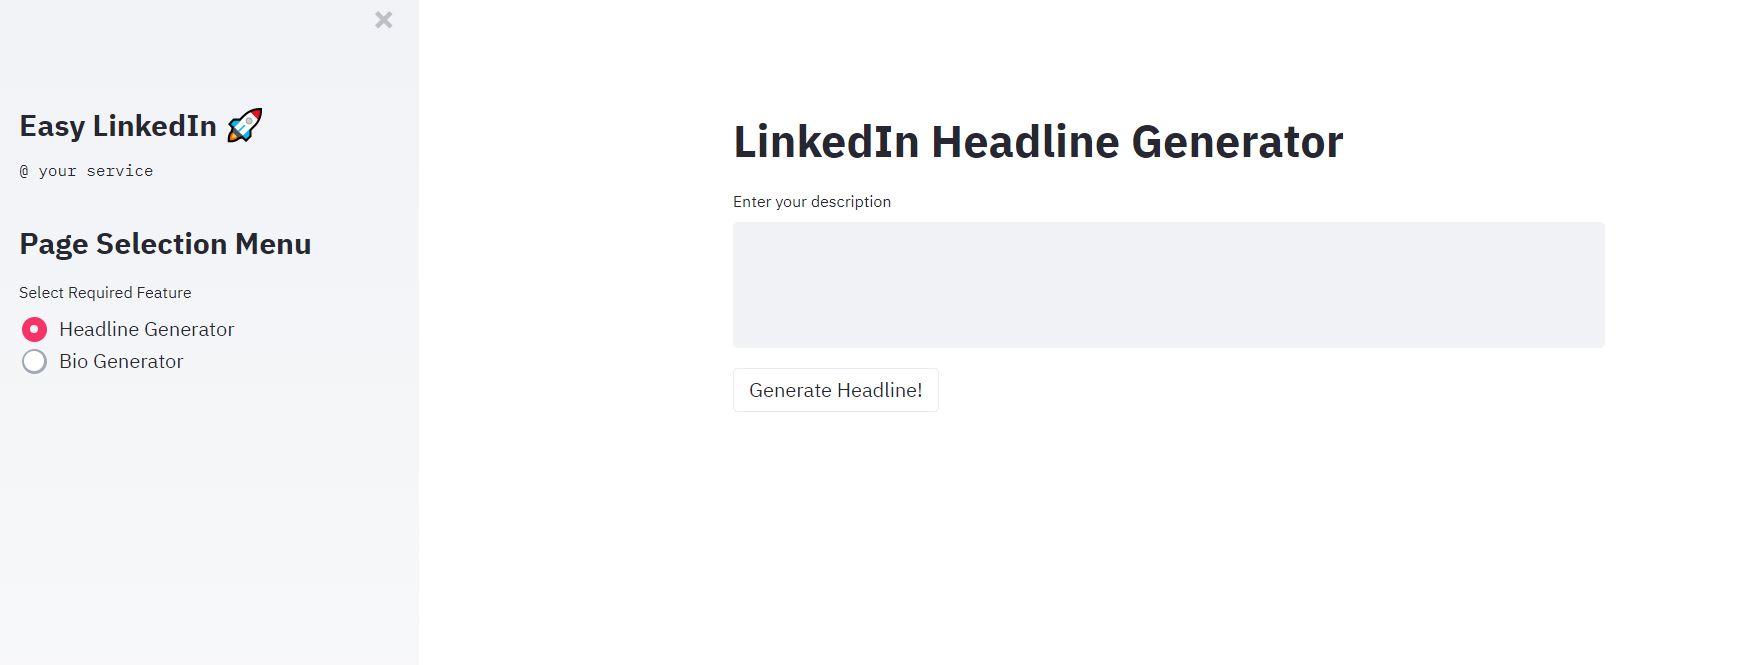 Easy LinkedIn 🚀
@ your service
Page Selection Menu
Select Required Feature
Headline Generator
Bio Generator
LinkedIn Headline Generator
Enter your description
Generate Headline!